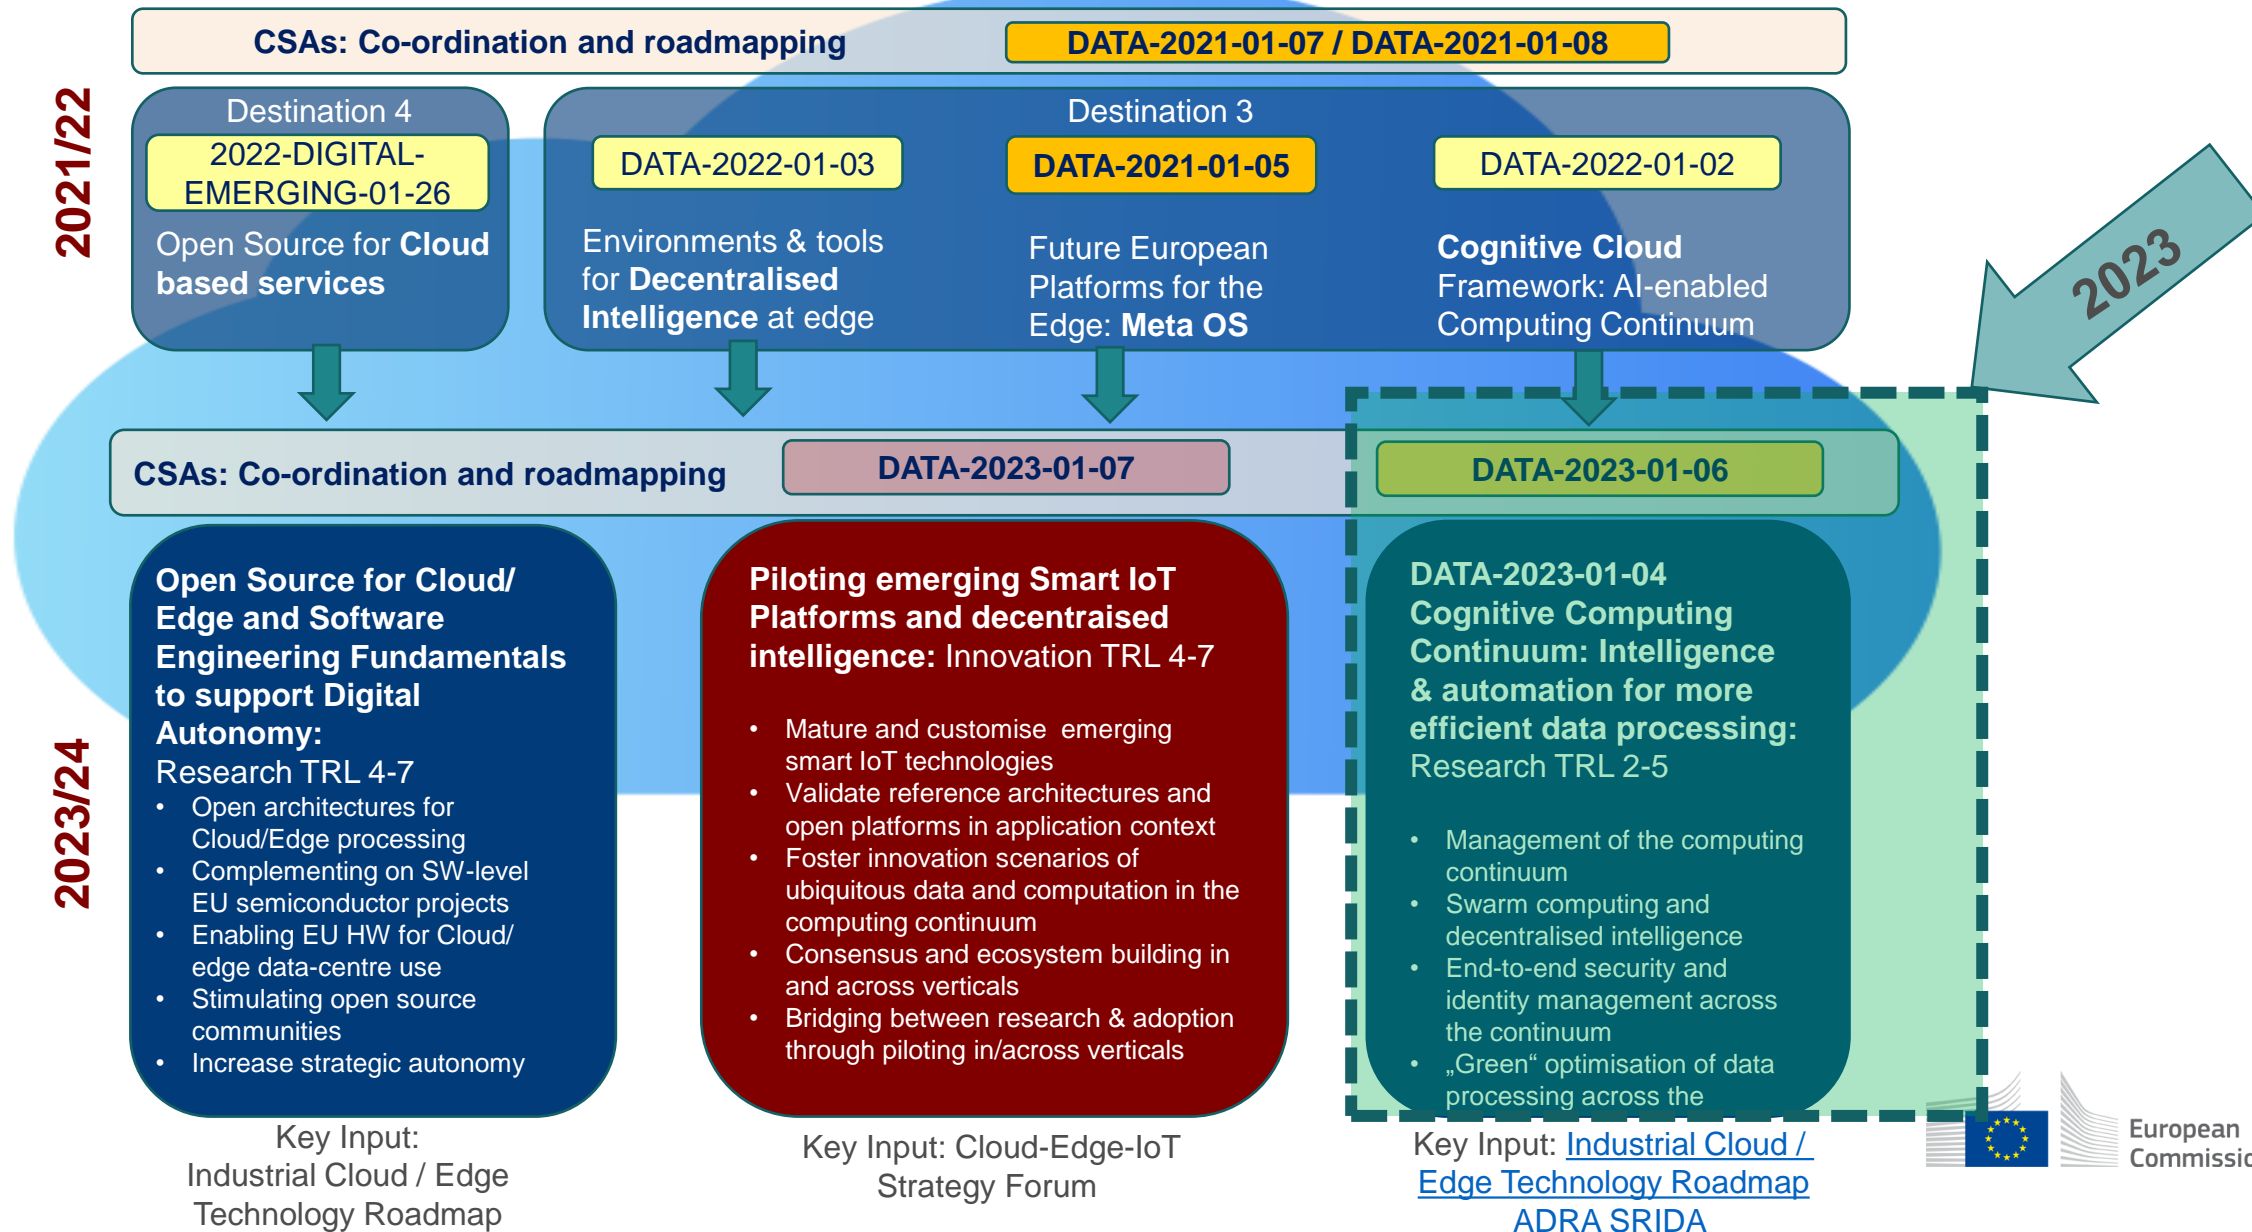 CSAs: Co-ordination and roadmapping
DATA-2021-01-07 / DATA-2021-01-08
2021/22
Destination 4
2022-DIGITAL-
EMERGING-01-26
Open Source for Cloud
based services
Destination 3
DATA-2022-01-03
Environments & tools
for Decentralised
Intelligence at edge
DATA-2021-01-05
Future European
Platforms for the
Edge: Meta OS
DATA-2022-01-02
Cognitive Cloud
Framework: AI-enabled
Computing Continuum
2023
CSAs: Co-ordination and roadmapping
DATA-2023-01-07
DATA-2023-01-06
2023/24
Open Source for Cloud/
Edge and Software
Engineering Fundamentals
to support Digital
Autonomy:
Research TRL 4-7
• Open architectures for
Cloud/Edge processing
• Complementing on SW-level
EU semiconductor projects
• Enabling EU HW for Cloud/
edge data-centre use
• Stimulating open source
communities
• Increase strategic autonomy
Key Input:
Industrial Cloud / Edge
Technology Roadmap
Piloting emerging Smart IoT
Platforms and decentraised
intelligence: Innovation TRL 4-7
• Mature and customise emerging
smart IoT technologies
• Validate reference architectures and
open platforms in application context
• Foster innovation scenarios of
ubiquitous data and computation in the
computing continuum
• Consensus and ecosystem building in
and across verticals
• Bridging between research & adoption
through piloting in/across verticals
Key Input: Cloud-Edge-IoT
Strategy Forum
DATA-2023-01-04
Cognitive Computing
Continuum: Intelligence
& automation for more
efficient data processing:
Research TRL 2-5
• Management of the computing
continuum
• Swarm computing and
decentralised intelligence
• End-to-end security and
identity management across
the continuum
• „Green“ optimisation of data
processing across the
Key Input: Industrial Cloud /
Edge Technology Roadmap
ADRA SRIDA
European
Commissi